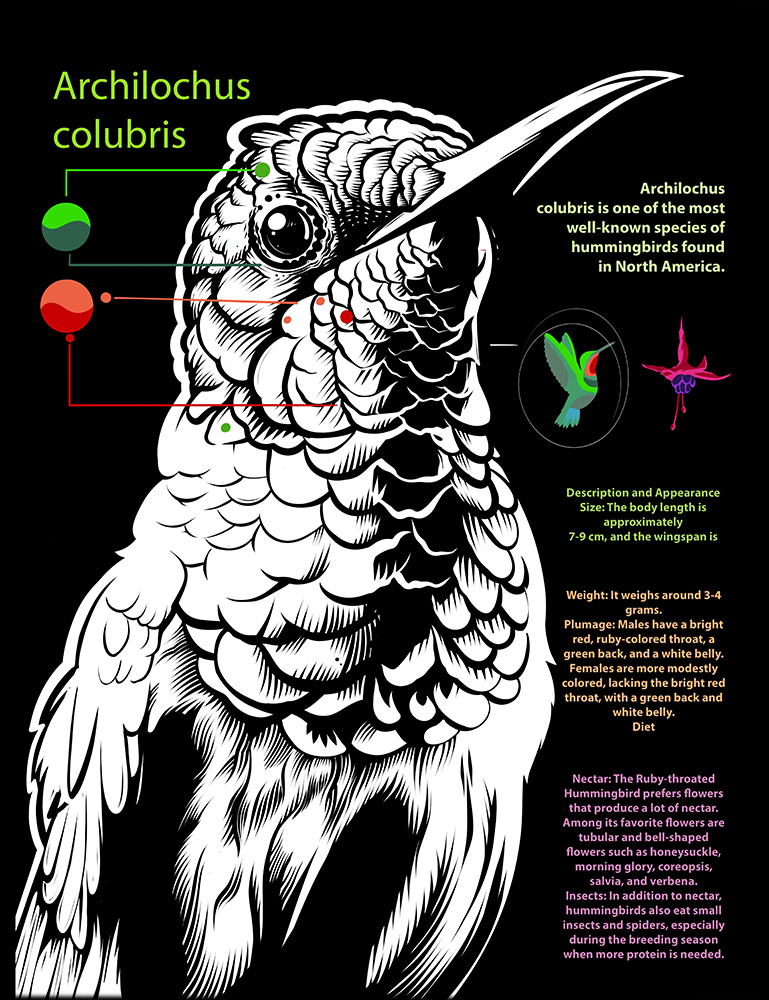 Archilochus
colubris
Archilochus
colubris is one of the most
well-known species of
hummingbirds found
in North America.
Description and Appearance
Size: The body length is
approximately
7-9 cm, and the wingspan is
Weight: It weighs around 3-4
grams.
Plumage: Males have a bright
red, ruby-colored throat, a
green back, and a white belly.
Females are more modestly
colored, lacking the bright red
throat, with a green back and
white belly.
Diet
Nectar: The Ruby-throated
Hummingbird prefers flowers
that produce a lot of nectar.
Among its favorite flowers are
tubular and bell-shaped
flowers such as honeysuckle,
morning glory, coreopsis,
salvia, and verbena.
Insects: In addition to nectar,
hummingbirds also eat small
insects and spiders, especially
during the breeding season
when more protein is needed.